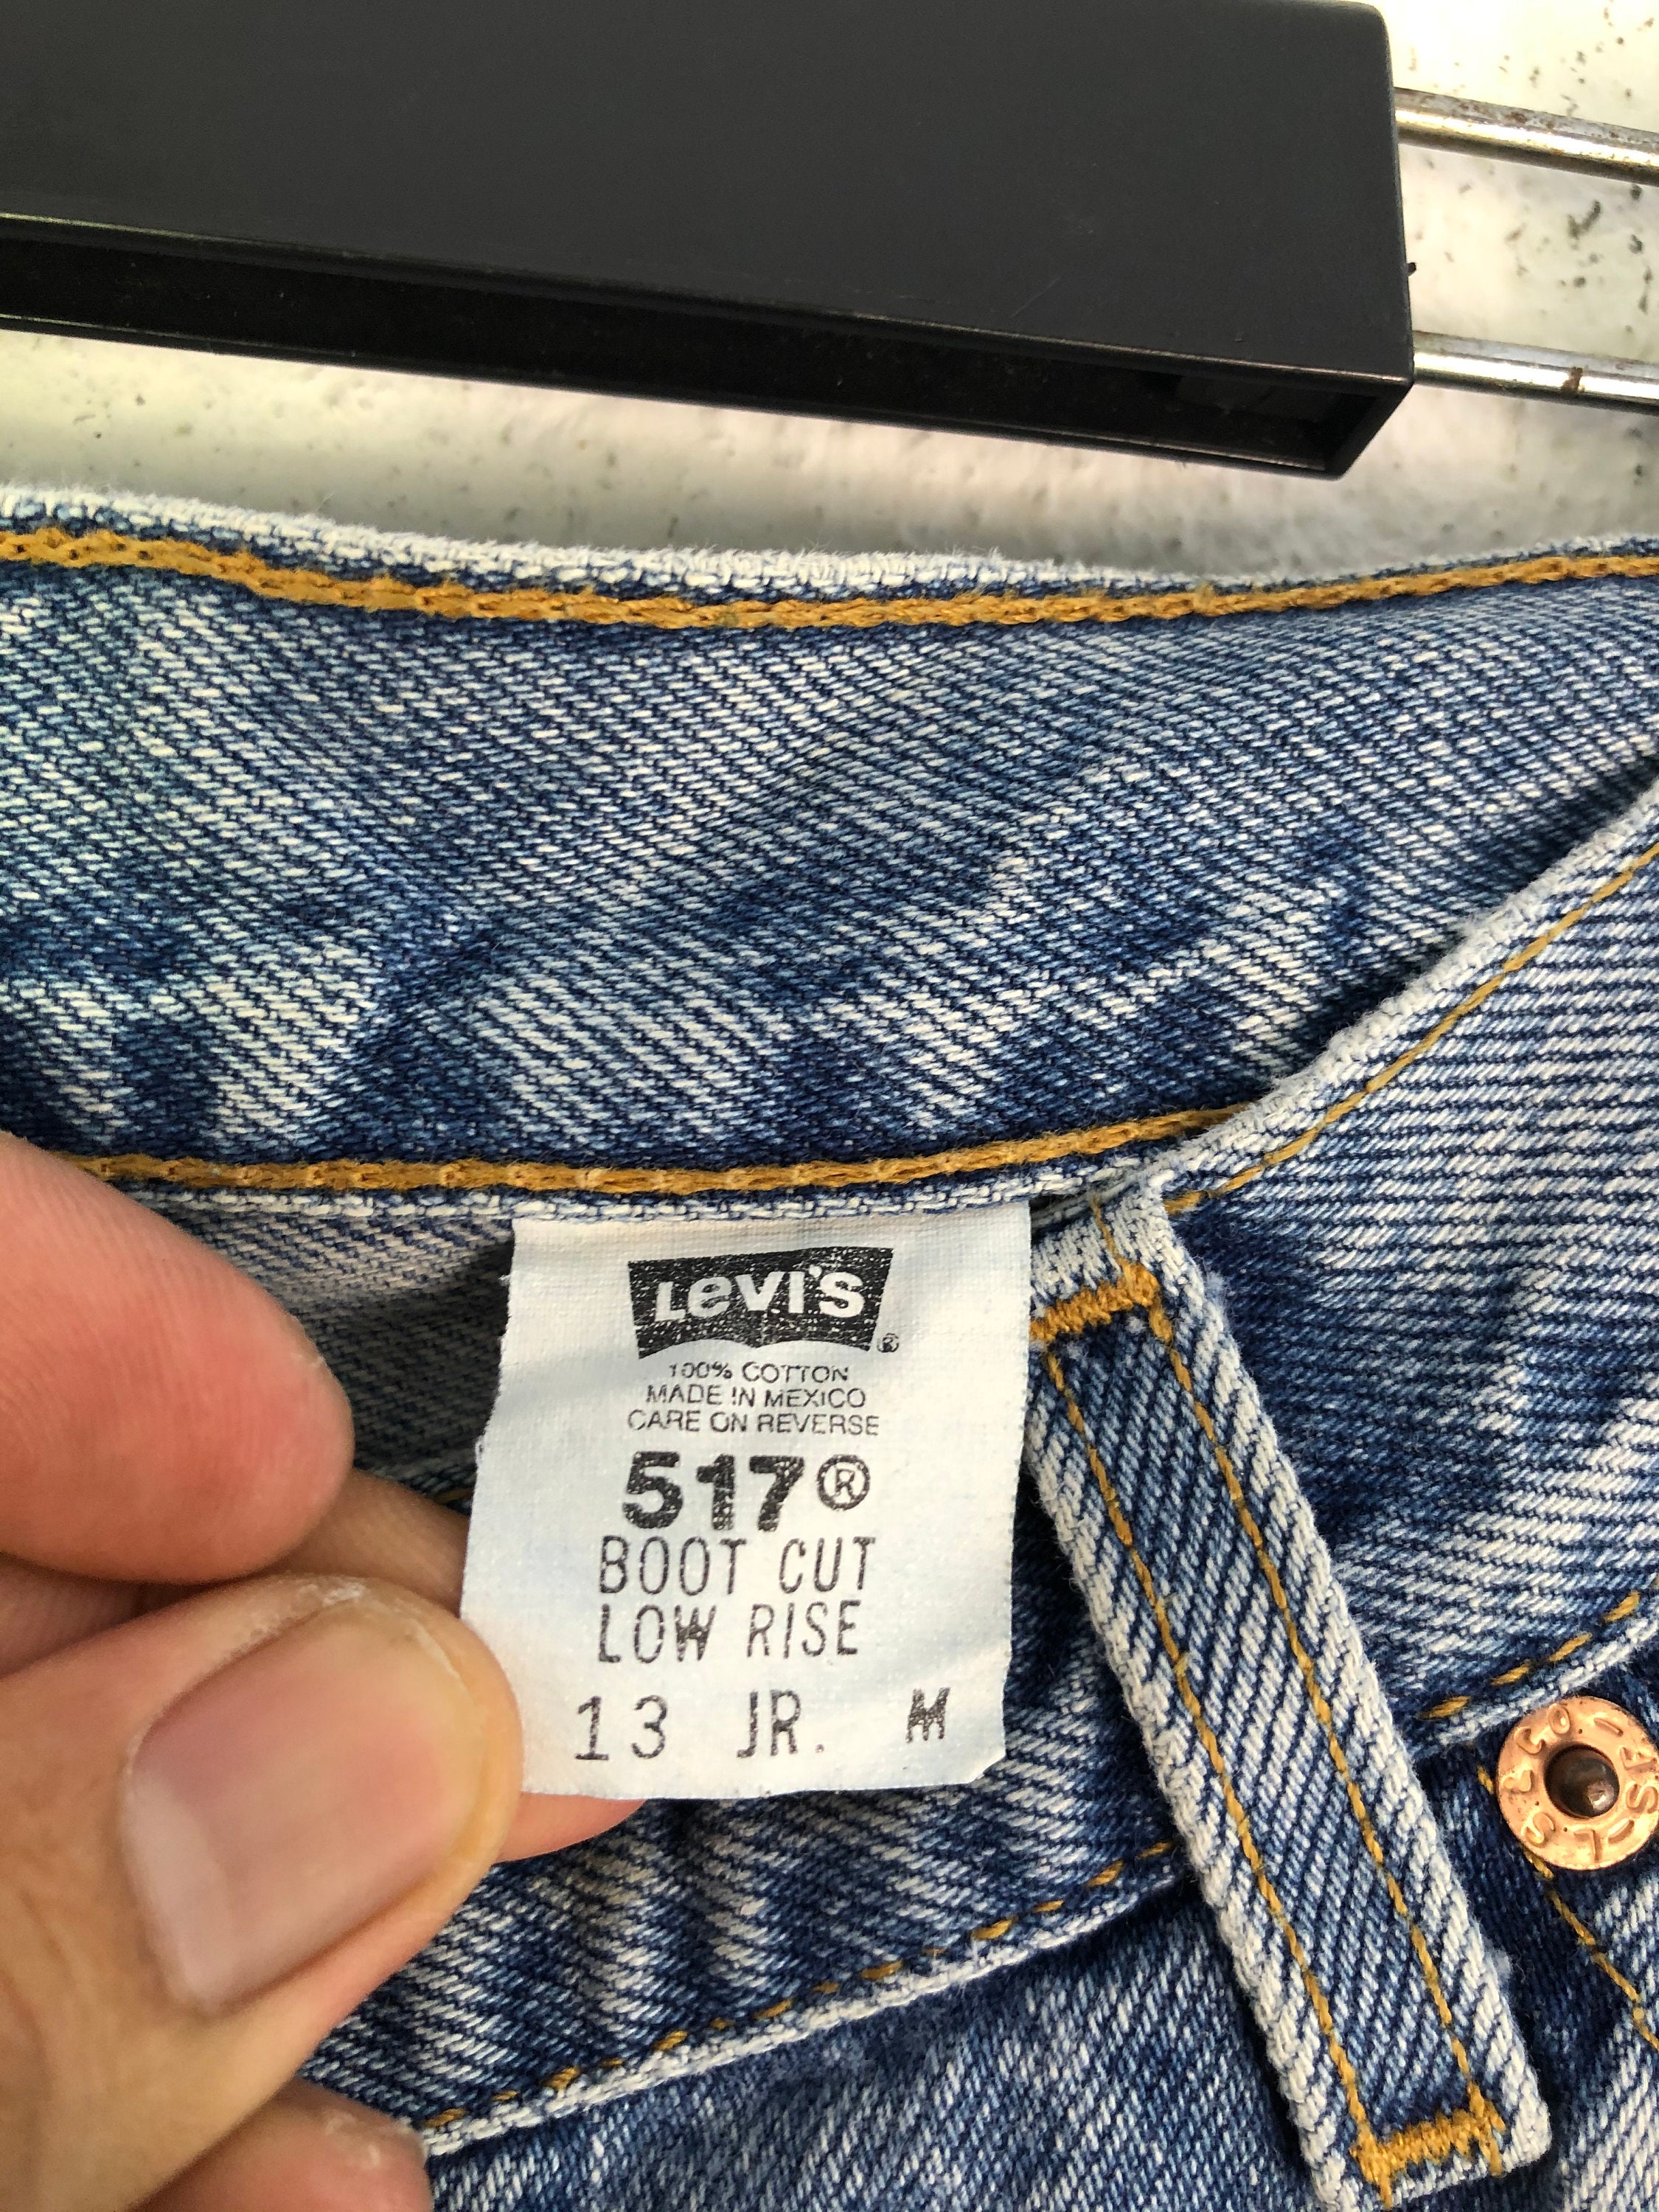 LEVI'S®
100% COTTON
MADE IN MEXICO
CARE ON REVERSE
517®
BOOT CUT
LOW RISE
13 JR. M